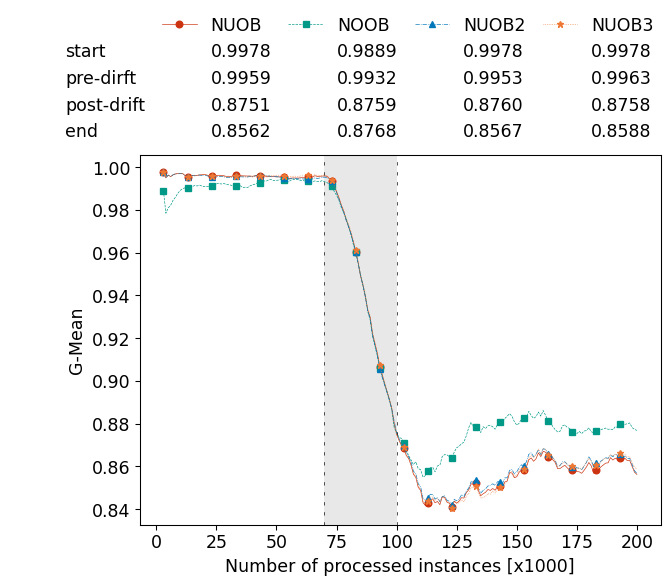 NUOB NOOB NUOB2 NUOB3
start 0.9978 0.9889 0.9978 0.9978
pre-dirft 0.9959 0.9932 0.9953 0.9963
post-drift 0.8751 0.8759 0.8760 0.8758
end 0.8562 0.8768 0.8567 0.8588
1.00
0.98
0.96
0.94
0.92
0.90
0.88
0.86
0.84
G-Mean
0 25 50 75 100 125 150 175 200
Number of processed instances [x1000]